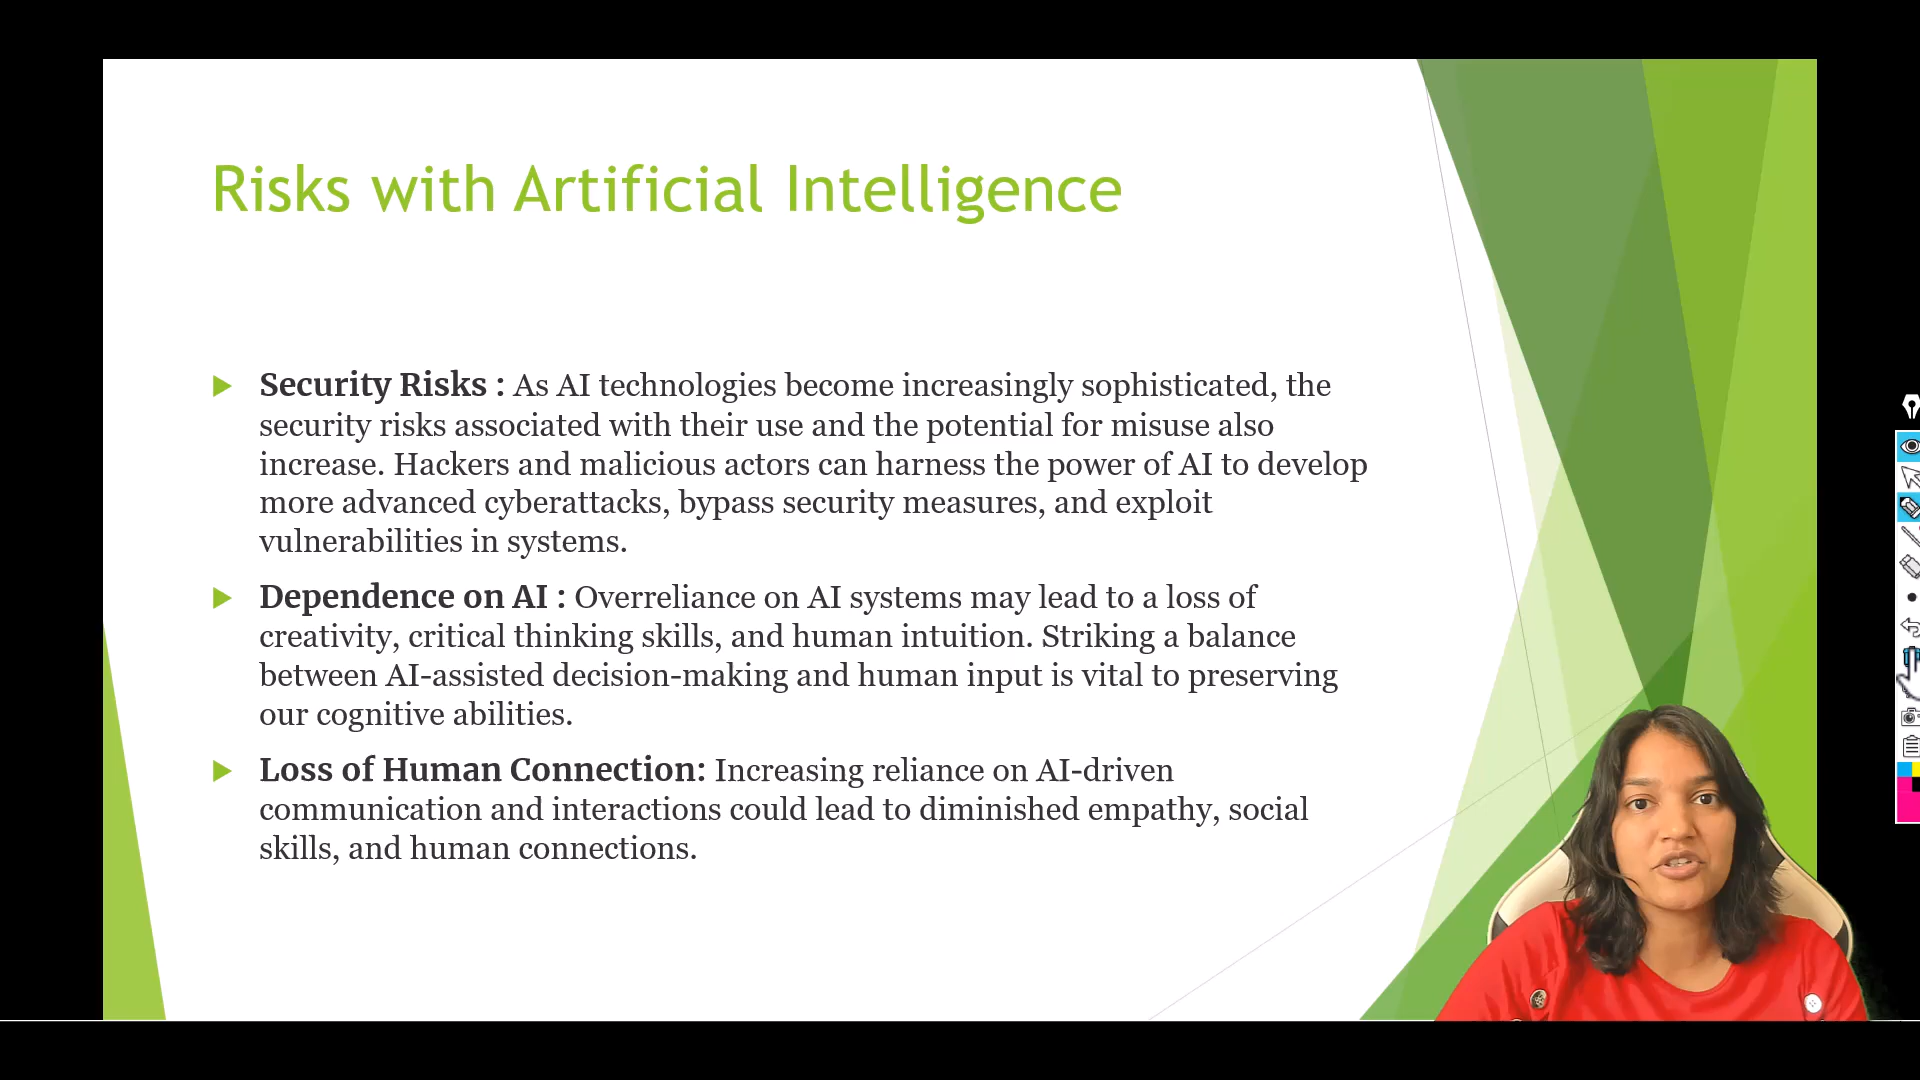 Risks with Artificial Intelligence
Security Risks : As AI technologies become increasingly sophisticated, the
security risks associated with their use and the potential for misuse also
increase. Hackers and malicious actors can harness the power of AI to develop
more advanced cyberattacks, bypass security measures, and exploit
vulnerabilities in systems.
Dependence on AI : Overreliance on AI systems may lead to a loss of
creativity, critical thinking skills, and human intuition. Striking a balance
between AI-assisted decision-making and human input is vital to preserving
our cognitive abilities.
Loss of Human Connection: Increasing reliance on AI-driven
communication and interactions could lead to diminished empathy, social
skills, and human connections.